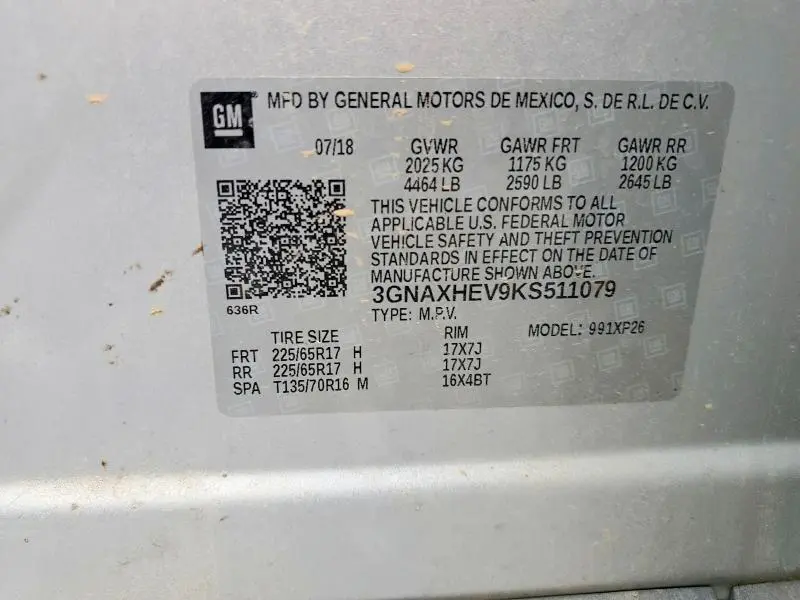 GM
MFD BY GENERAL MOTORS DE MEXICO, S. DE R.L. DE C.V.
07/18 GVWR GAWR FRT GAWR RR
2025 KG 1175 KG 1200 KG
4464 LB 2590 LB 2645 LB
THIS VEHICLE CONFORMS TO ALL
APPLICABLE U.S. FEDERAL MOTOR
VEHICLE SAFETY AND THEFT PREVENTION
STANDARDS IN EFFECT ON THE DATE OF
MANUFACTURE SHOWN ABOVE.
3GNAXHEV9KS511079
636R
TYPE: M.P.V.
TIRE SIZE RIM MODEL: 991XP26
FRT 225/65R17 H 17X7J
RR 225/65R17 H 17X7J
SPA T135/70R16 M 16X4BT